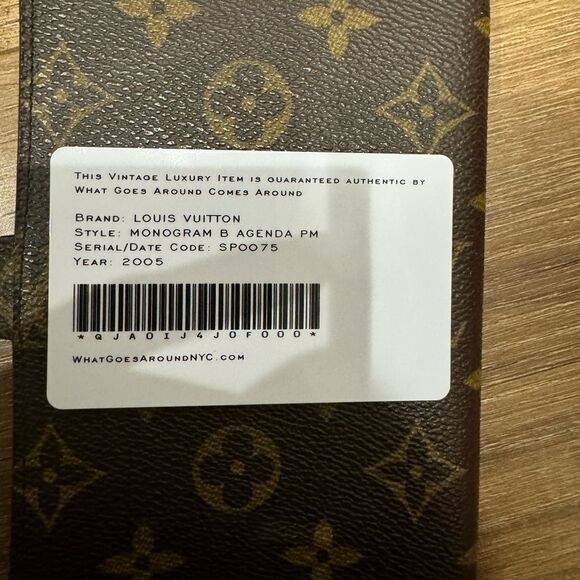 This Vintage Luxury Item is guaranteed authentic by
What Goes Around Comes Around
Brand: LOUIS VUITTON
Style: MONOGRAM B AGENDA PM
Serial/Date Code: SP0075
Year: 2005
*QJAOIJ4JOF000*
WhatGoesAroundNYC.com